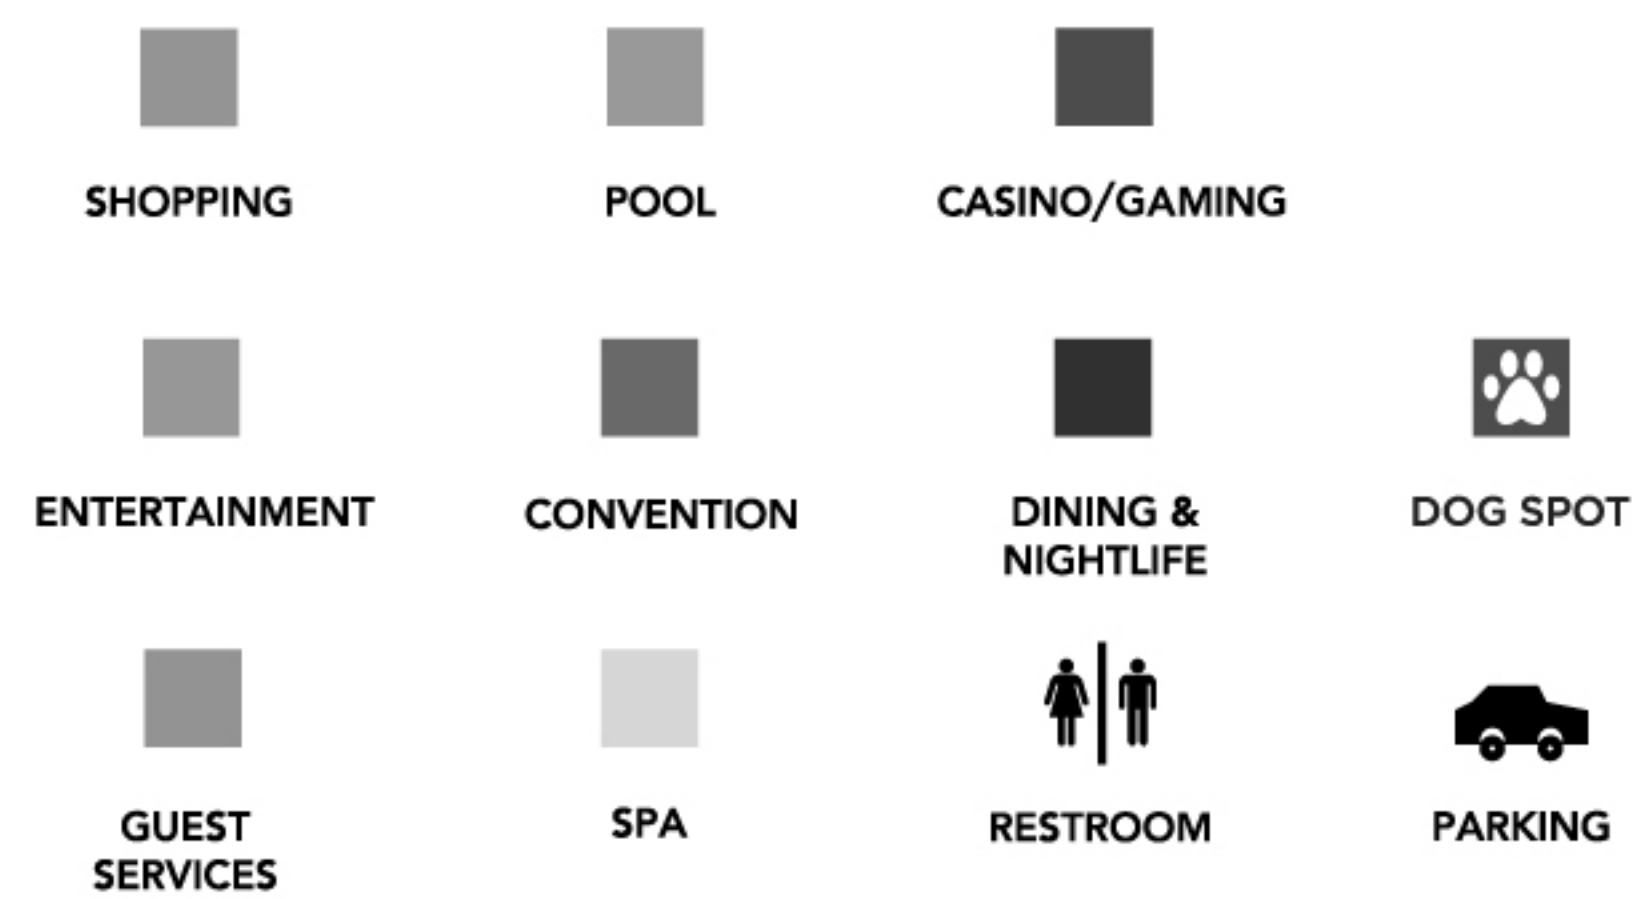 SHOPPING
POOL
CASINO/GAMING
ENTERTAINMENT
CONVENTION
DINING &
NIGHTLIFE
DOG SPOT
GUEST
SERVICES
SPA
RESTROOM
PARKING